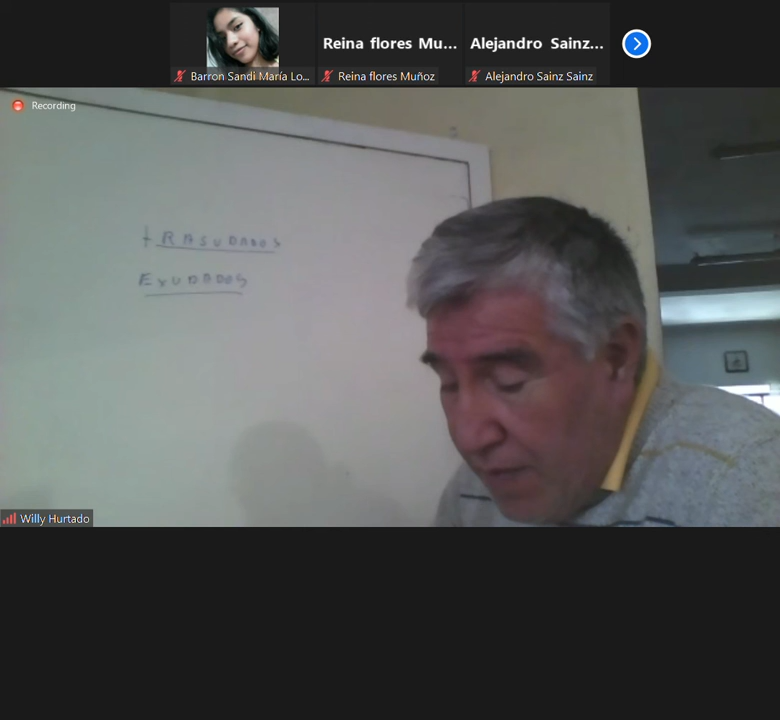 Reina flores Mu...
Alejandro Sainz...
Barron Sandi María Lo...
Reina flores Muñoz
Alejandro Sainz Sainz
Recording
tRASUDADOS
EXUDADOS
Willy Hurtado